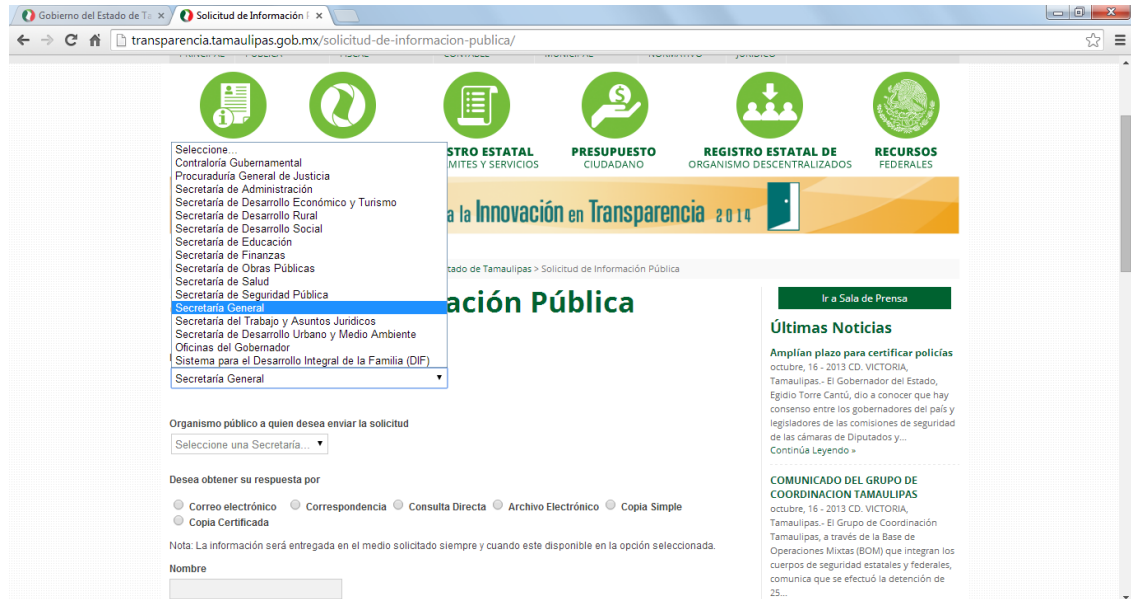 Gobierno del Estado de Ta
Solicitud de Información P
transparencia.tamaulipas.gob.mx/solicitud-de-informacion-publica/
PRINCIPAL PÚBLICA FISCAL CONTABLE MUNICIPAL NORMATIVO JURÍDICO
STRO ESTATAL
MITES Y SERVICIOS
PRESUPUESTO
CIUDADANO
REGISTRO ESTATAL DE
ORGANISMO DESCENTRALIZADOS
RECURSOS
FEDERALES
Seleccione...
Contraloría Gubernamental
Procuraduría General de Justicia
Secretaría de Administración
Secretaría de Desarrollo Económico y Turismo
Secretaría de Desarrollo Rural
Secretaría de Desarrollo Social
Secretaría de Educación
Secretaría de Finanzas
Secretaría de Obras Públicas
Secretaría de Salud
Secretaría de Seguridad Pública
Secretaría General
Secretaría del Trabajo y Asuntos Juridicos
Secretaría de Desarrollo Urbano y Medio Ambiente
Oficinas del Gobernador
Sistema para el Desarrollo Integral de la Familia (DIF)
Secretaría General
a la Innovación en Transparencia 2014
tado de Tamaulipas > Solicitud de Información Pública
ación Pública
Organismo público a quien desea enviar la solicitud
Seleccione una Secretaría...
Desea obtener su respuesta por
Correo electrónico Correspondencia Consulta Directa Archivo Electrónico Copia Simple
Copia Certificada
Nota: La información será entregada en el medio solicitado siempre y cuando este disponible en la opción seleccionada.
Nombre
Ir a Sala de Prensa
Últimas Noticias
Amplían plazo para certificar policías
octubre, 16 - 2013 CD. VICTORIA,
Tamaulipas.- El Gobernador del Estado,
Egidio Torre Cantú, dio a conocer que hay
consenso entre los gobernadores del país y
legisladores de las comisiones de seguridad
de las cámaras de Diputados y...
Continúa Leyendo »
COMUNICADO DEL GRUPO DE
COORDINACION TAMAULIPAS
octubre, 16 - 2013 CD. VICTORIA,
Tamaulipas.- El Grupo de Coordinación
Tamaulipas, a través de la Base de
Operaciones Mixtas (BOM) que integran los
cuerpos de seguridad estatales y federales,
comunica que se efectuó la detención de
25...